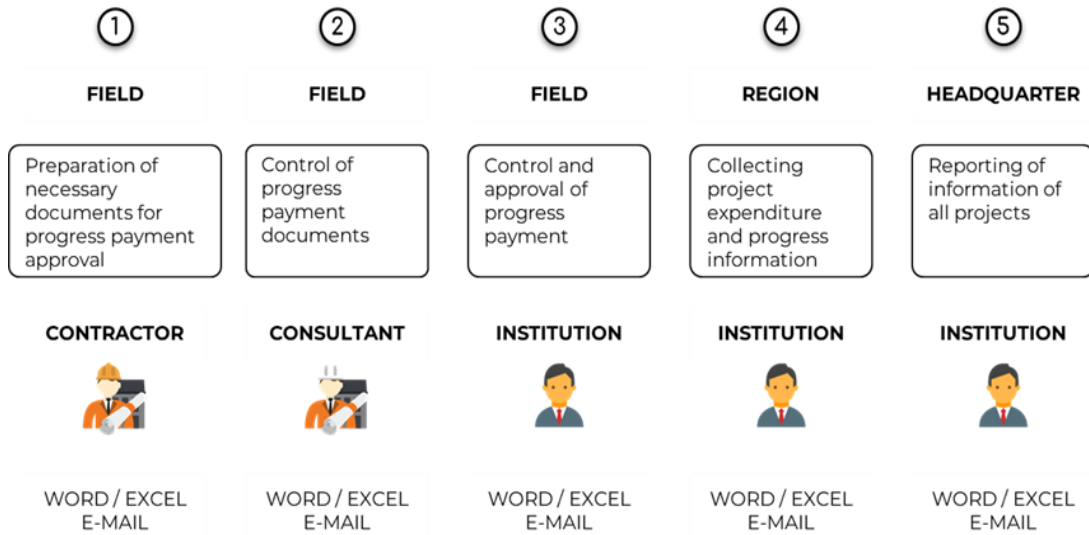 1
2
3
4
5
FIELD
FIELD
FIELD
REGION
HEADQUARTER
Preparation of
necessary
documents for
progress payment
approval
Control of
progress
payment
documents
Control and
approval of
progress
payment
Collecting
project
expenditure
and progress
information
Reporting of
information of
all projects
CONTRACTOR
CONSULTANT
INSTITUTION
INSTITUTION
INSTITUTION
WORD / EXCEL
E-MAIL
WORD / EXCEL
E-MAIL
WORD / EXCEL
E-MAIL
WORD / EXCEL
E-MAIL
WORD / EXCEL
E-MAIL